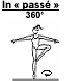 In « passé »
360°